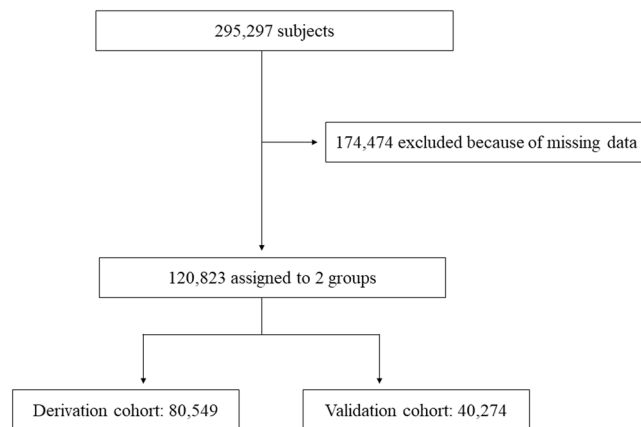 295,297 subjects
174,474 excluded because of missing data
120,823 assigned to 2 groups
Derivation cohort: 80,549
Validation cohort: 40,274